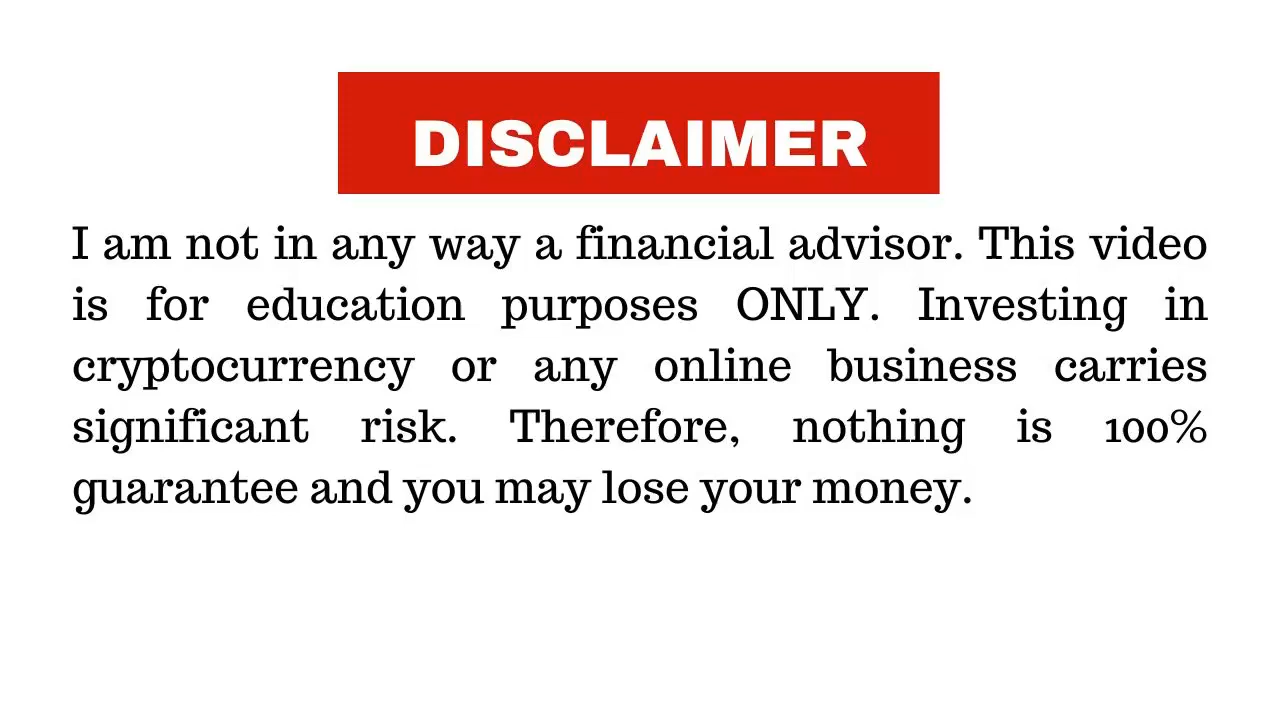 DISCLAIMER
I am not in any way a financial advisor. This video
is for education purposes ONLY. Investing in
cryptocurrency or any online business carries
significant risk. Therefore, nothing is 100%
guarantee and you may lose your money.